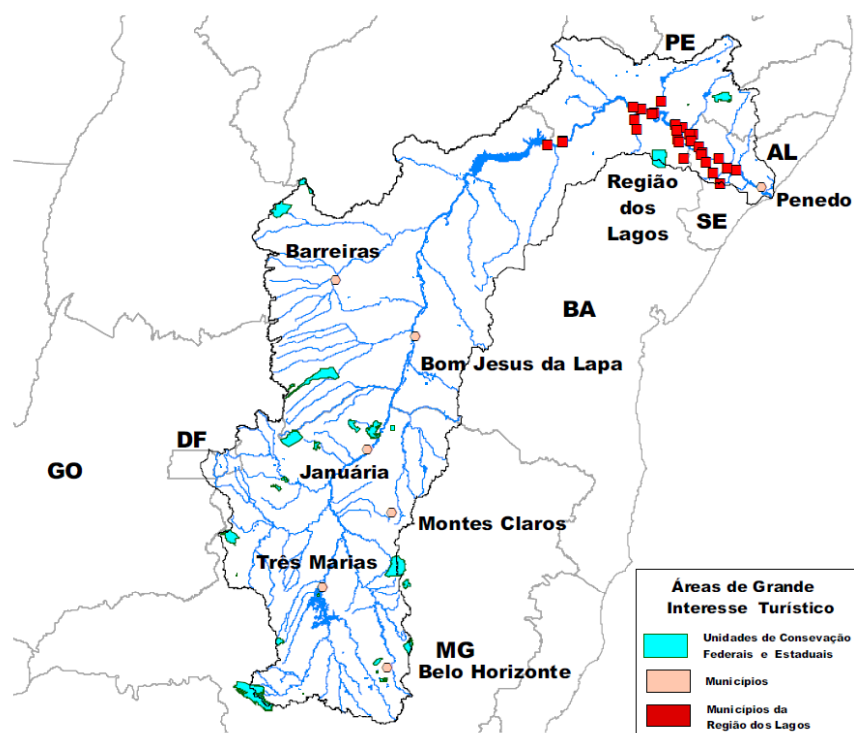 PE
AL
Região
dos
Lagos
Penedo
SE
Barreiras
BA
Bom Jesus da Lapa
DF
GO
Januária
Montes Claros
Três Marias
MG
Belo Horizonte
Áreas de Grande
Interesse Turístico
Unidades de Consevação
Federais e Estaduais
Municípios
Municípios da
Região dos Lagos